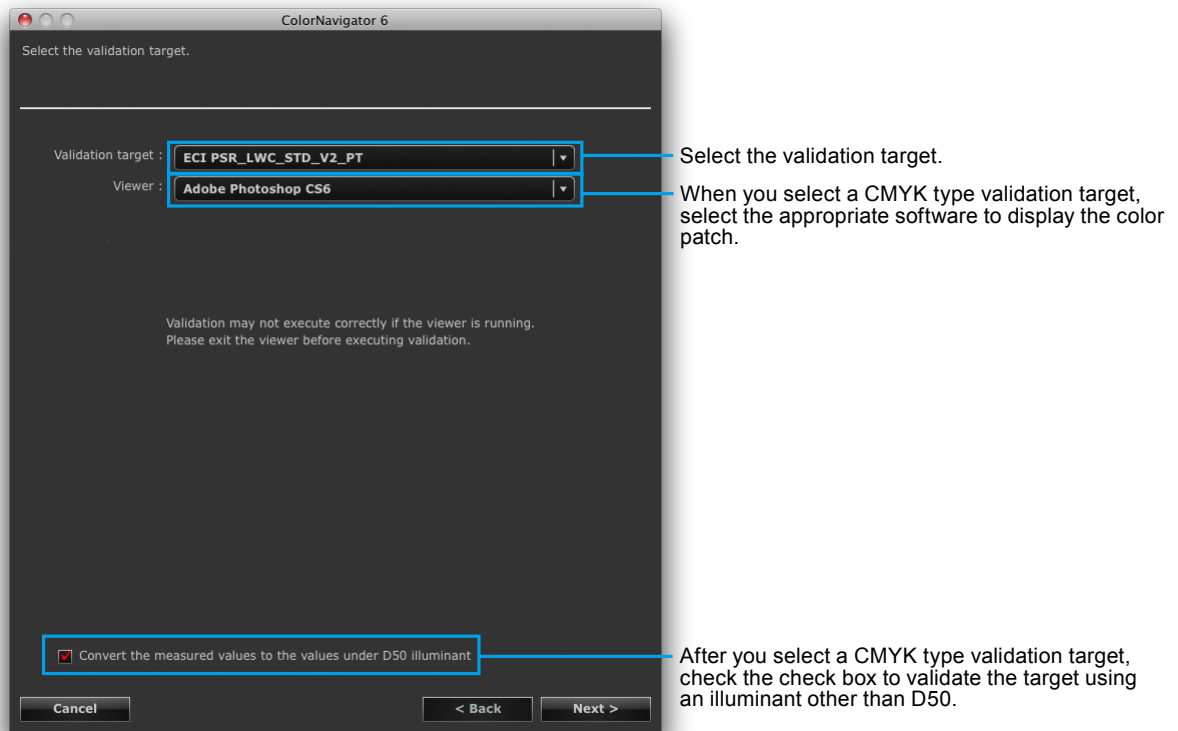 ColorNavigator 6
Select the validation target.
Validation target :
ECI PSR_LWC_STD_V2_PT
Select the validation target.
Viewer :
Adobe Photoshop CS6
When you select a CMYK type validation target,
select the appropriate software to display the color
patch.
Validation may not execute correctly if the viewer is running.
Please exit the viewer before executing validation.
Convert the measured values to the values under D50 illuminant
After you select a CMYK type validation target,
check the check box to validate the target using
an illuminant other than D50.
Cancel
< Back
Next >